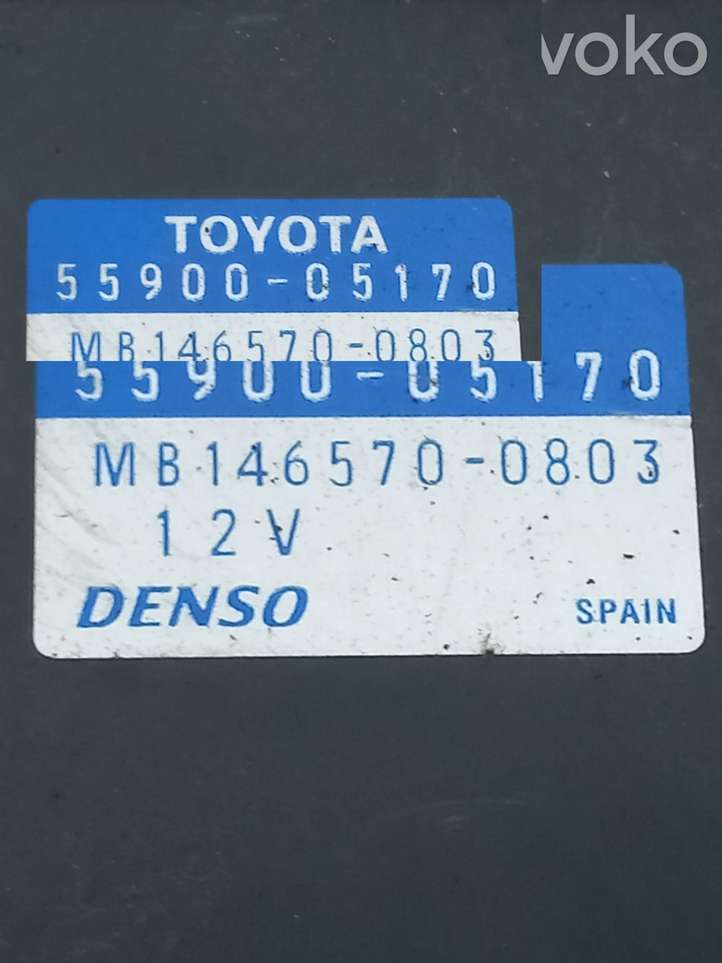 voko
TOYOTA
55900-05170
MB146570-0803
55900-05170
MB146570-0803
12V
DENSO
SPAIN